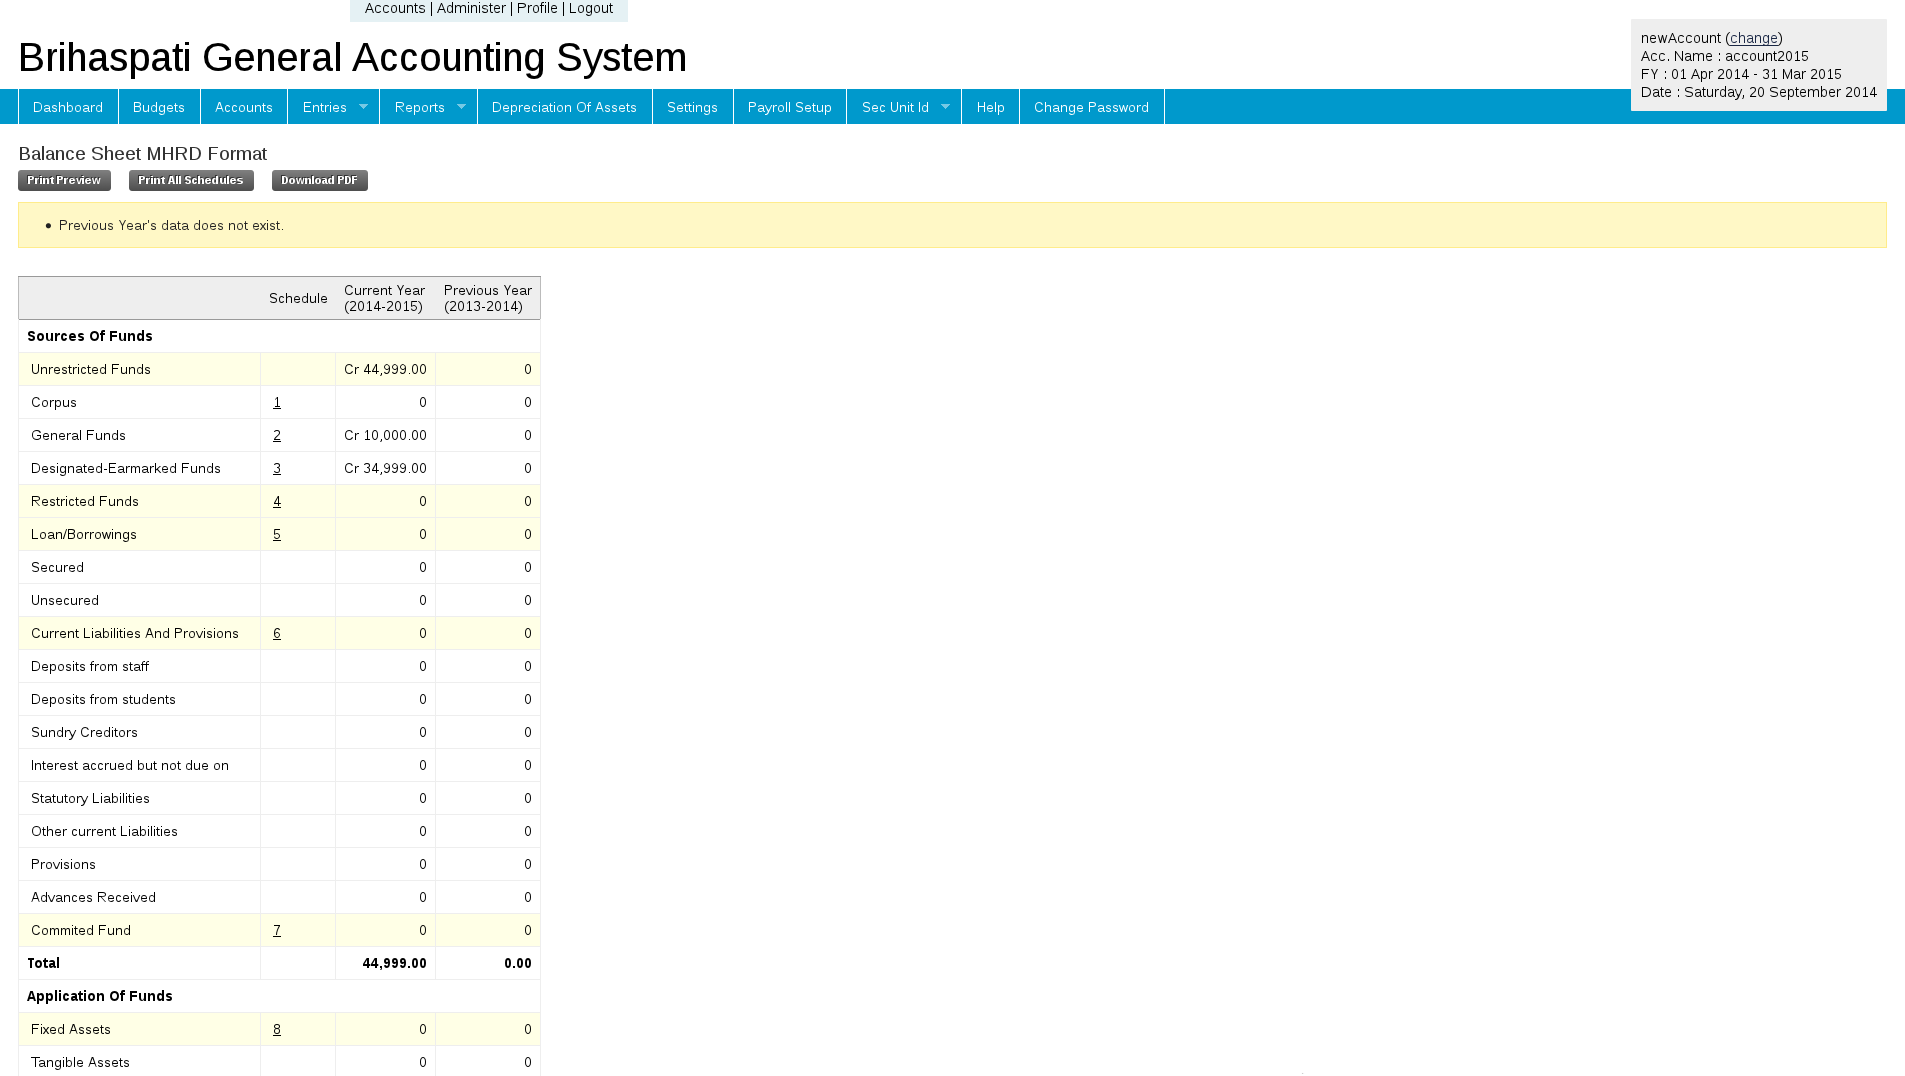 Accounts | Administer | Profile | Logout
Brihaspati General Accounting System
newAccount (change)
Acc. Name : account2015
FY : 01 Apr 2014 - 31 Mar 2015
Date : Saturday, 20 September 2014
Dashboard Budgets Accounts Entries Reports Depreciation Of Assets Settings Payroll Setup Sec Unit Id Help Change Password
Balance Sheet MHRD Format
Print Preview Print All Schedules Download PDF
• Previous Year's data does not exist.
Schedule Current Year (2014-2015) Previous Year (2013-2014)
Sources Of Funds
Unrestricted Funds Cr 44,999.00 0
Corpus 1 0 0
General Funds 2 Cr 10,000.00 0
Designated-Earmarked Funds 3 Cr 34,999.00 0
Restricted Funds 4 0 0
Loan/Borrowings 5 0 0
Secured 0 0
Unsecured 0 0
Current Liabilities And Provisions 6 0 0
Deposits from staff 0 0
Deposits from students 0 0
Sundry Creditors 0 0
Interest accrued but not due on 0 0
Statutory Liabilities 0 0
Other current Liabilities 0 0
Provisions 0 0
Advances Received 0 0
Commited Fund 7 0 0
Total 44,999.00 0.00
Application Of Funds
Fixed Assets 8 0 0
Tangible Assets 0 0